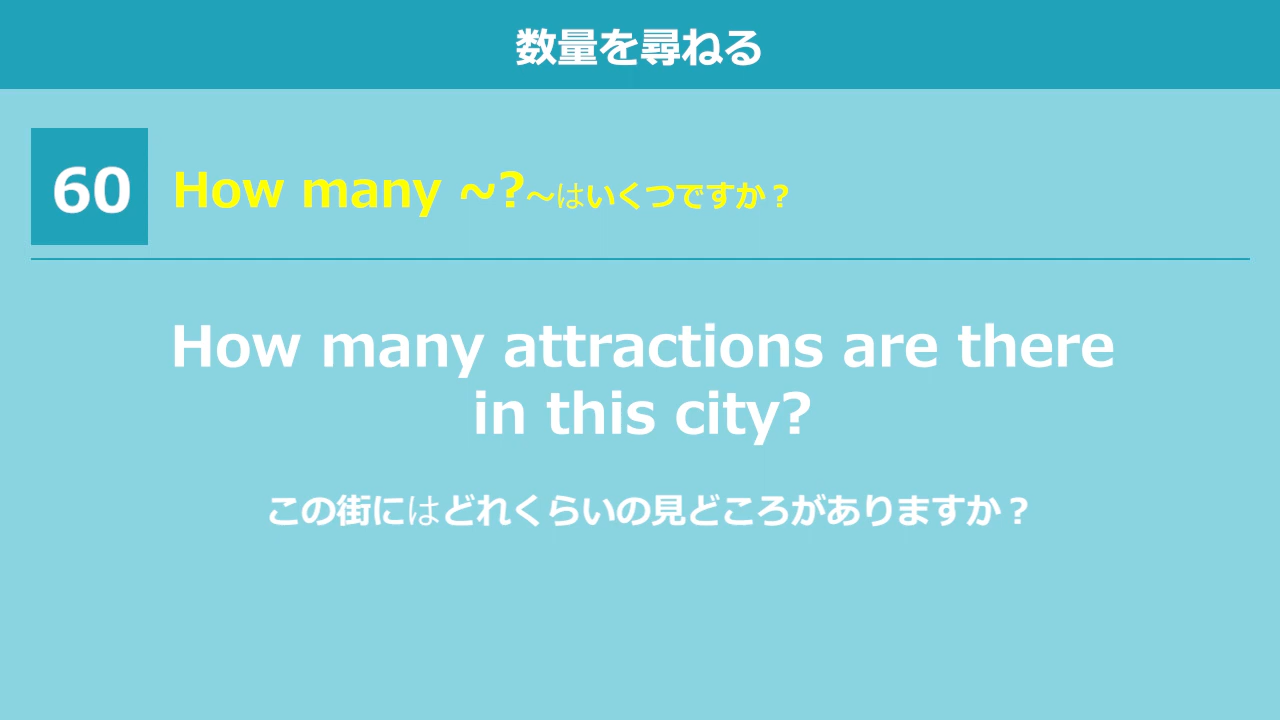 数量を尋ねる
60
How many ~?～はいくつですか？
How many attractions are there
in this city?
この街にはどれくらいの見どころがありますか？